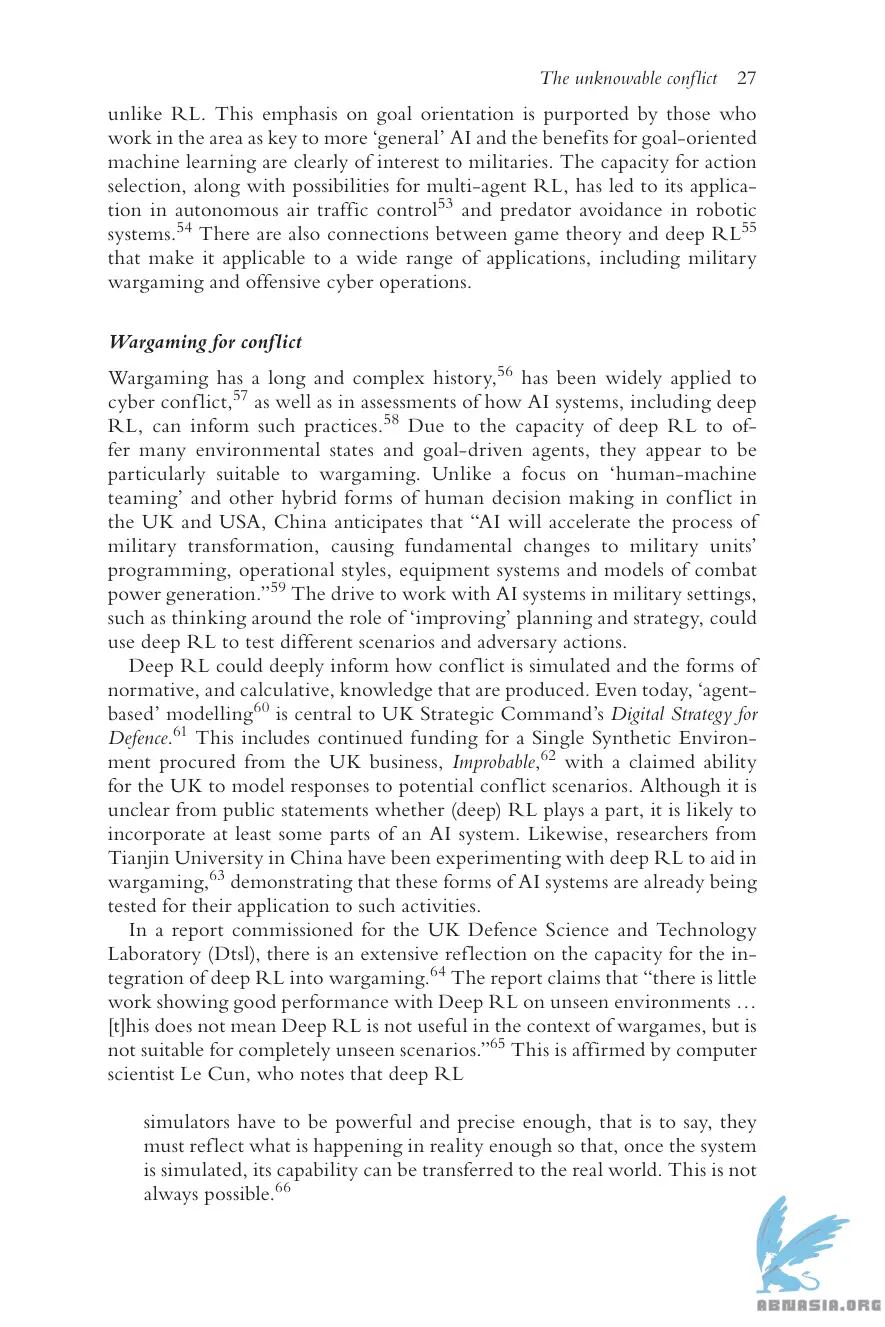 The unknowable conflict 27
unlike RL. This emphasis on goal orientation is purported by those who
work in the area as key to more ‘general’ AI and the benefits for goal-oriented
machine learning are clearly of interest to militaries. The capacity for action
selection, along with possibilities for multi-agent RL, has led to its applica-
tion in autonomous air traffic control53 and predator avoidance in robotic
systems.54 There are also connections between game theory and deep RL55
that make it applicable to a wide range of applications, including military
wargaming and offensive cyber operations.
Wargaming for conflict
Wargaming has a long and complex history,56 has been widely applied to
cyber conflict,57 as well as in assessments of how AI systems, including deep
RL, can inform such practices.58 Due to the capacity of deep RL to of-
fer many environmental states and goal-driven agents, they appear to be
particularly suitable to wargaming. Unlike a focus on ‘human-machine
teaming’ and other hybrid forms of human decision making in conflict in
the UK and USA, China anticipates that “AI will accelerate the process of
military transformation, causing fundamental changes to military units’
programming, operational styles, equipment systems and models of combat
power generation.”59 The drive to work with AI systems in military settings,
such as thinking around the role of ‘improving’ planning and strategy, could
use deep RL to test different scenarios and adversary actions.
Deep RL could deeply inform how conflict is simulated and the forms of
normative, and calculative, knowledge that are produced. Even today, ‘agent-
based’ modelling60 is central to UK Strategic Command’s Digital Strategy for
Defence.61 This includes continued funding for a Single Synthetic Environ-
ment procured from the UK business, Improbable,62 with a claimed ability
for the UK to model responses to potential conflict scenarios. Although it is
unclear from public statements whether (deep) RL plays a part, it is likely to
incorporate at least some parts of an AI system. Likewise, researchers from
Tianjin University in China have been experimenting with deep RL to aid in
wargaming,63 demonstrating that these forms of AI systems are already being
tested for their application to such activities.
In a report commissioned for the UK Defence Science and Technology
Laboratory (Dtsl), there is an extensive reflection on the capacity for the in-
tegration of deep RL into wargaming.64 The report claims that “there is little
work showing good performance with Deep RL on unseen environments …
[t]his does not mean Deep RL is not useful in the context of wargames, but is
not suitable for completely unseen scenarios.”65 This is affirmed by computer
scientist Le Cun, who notes that deep RL
simulators have to be powerful and precise enough, that is to say, they
must reflect what is happening in reality enough so that, once the system
is simulated, its capability can be transferred to the real world. This is not
always possible.66
ABNASIA.ORG